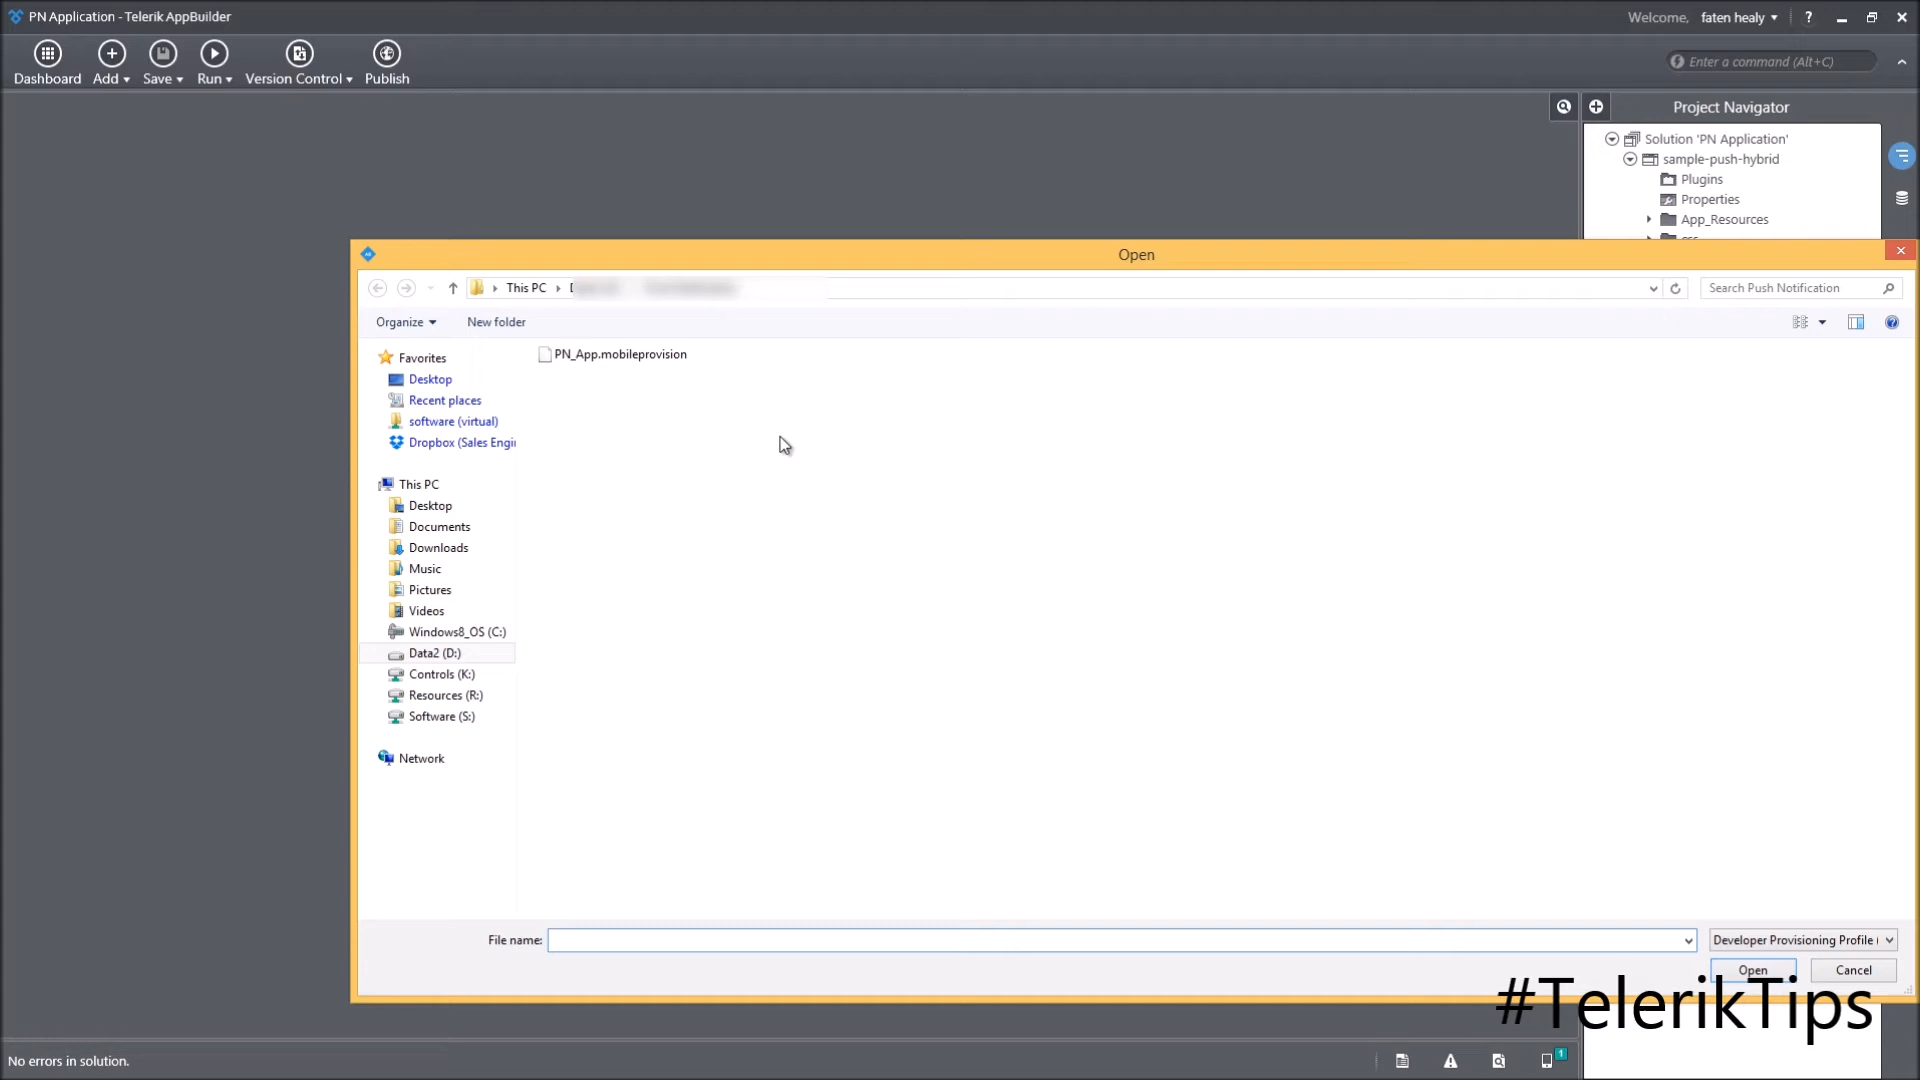 PN Application - Telerik AppBuilder
Welcome, faten healy ?
Dashboard Add Save Run Version Control Publish
Enter a command (Alt+C)
Project Navigator
Solution 'PN Application'
sample-push-hybrid
Plugins
Properties
App_Resources
Open
This PC
Search Push Notification
Organize New folder
PN_App.mobileprovision
Favorites
Desktop
Recent places
software (virtual)
Dropbox (Sales Engi
This PC
Desktop
Documents
Downloads
Music
Pictures
Videos
Windows8_OS (C:)
Data2 (D:)
Controls (K:)
Resources (R:)
Software (S:)
Network
File name:
Developer Provisioning Profile (
Open Cancel
#TelerikTips
No errors in solution.
1